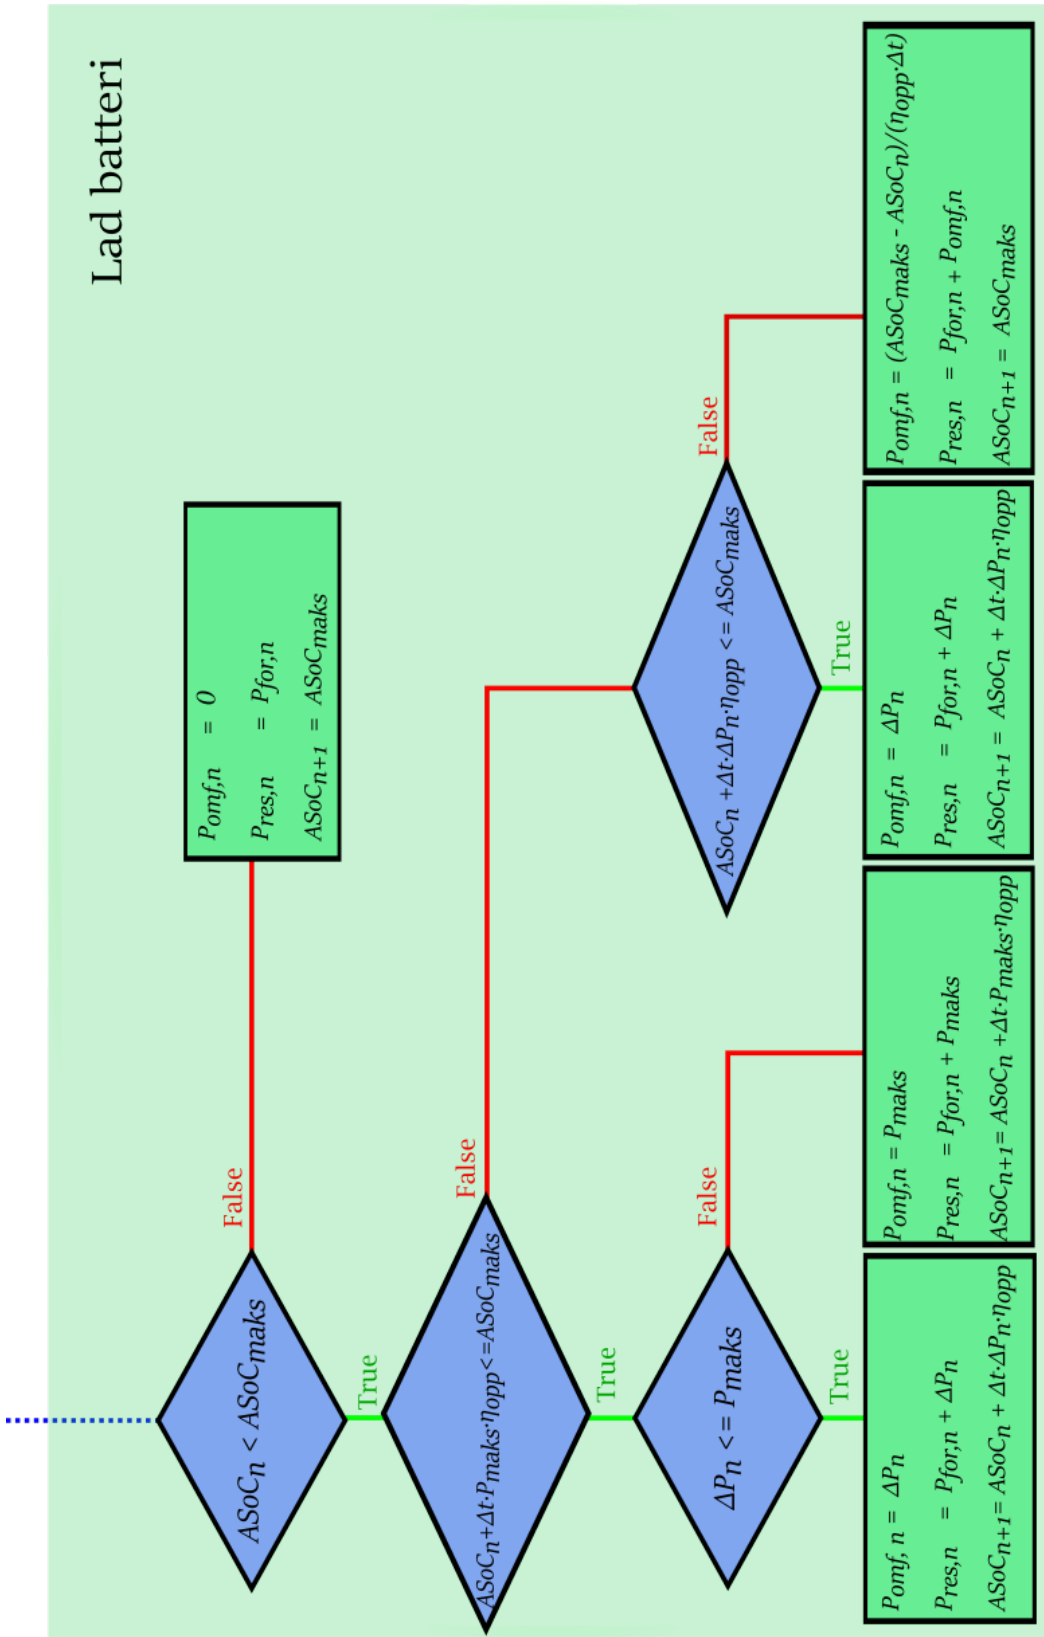 Lad batteri
ASoCn < ASoCmaks
False
Pomf,n = 0
Pres,n = Pfor,n
ASoCn+1 = ASoCmaks
True
ASoCn+Δt·Pmaks·ηopp<=ASoCmaks
False
True
ΔPn <= Pmaks
False
True
ASoCn +Δt·ΔPn·ηopp <= ASoCmaks
False
True
Pomf, n = ΔPn
Pres,n = Pfor,n + ΔPn
ASoCn+1= ASoCn + Δt·ΔPn·ηopp
Pomf,n = Pmaks
Pres,n = Pfor,n + Pmaks
ASoCn+1= ASoCn +Δt·Pmaks·ηopp
Pomf,n = ΔPn
Pres,n = Pfor,n + ΔPn
ASoCn+1 = ASoCn + Δt·ΔPn·ηopp
Pomf,n = (ASoCmaks - ASoCn)/(ηopp·Δt)
Pres,n = Pfor,n + Pomf,n
ASoCn+1 = ASoCmaks